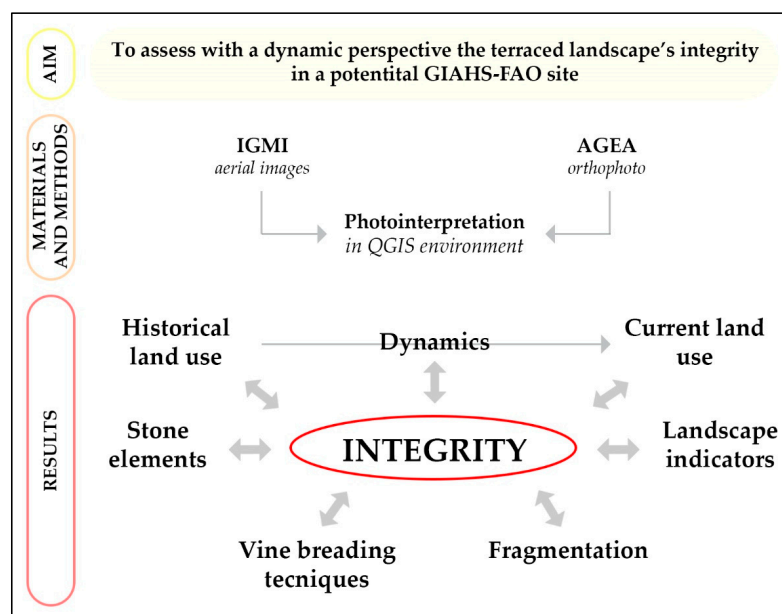 AIM
To assess with a dynamic perspective the terraced landscape's integrity
in a potentital GIAHS-FAO site
MATERIALS
AND METHODS
IGMI
aerial images
AGEA
orthophoto
Photointerpretation
in QGIS environment
RESULTS
Historical
land use
Dynamics
Current land
use
Stone
elements
INTEGRITY
Landscape
indicators
Vine breading
tecniques
Fragmentation